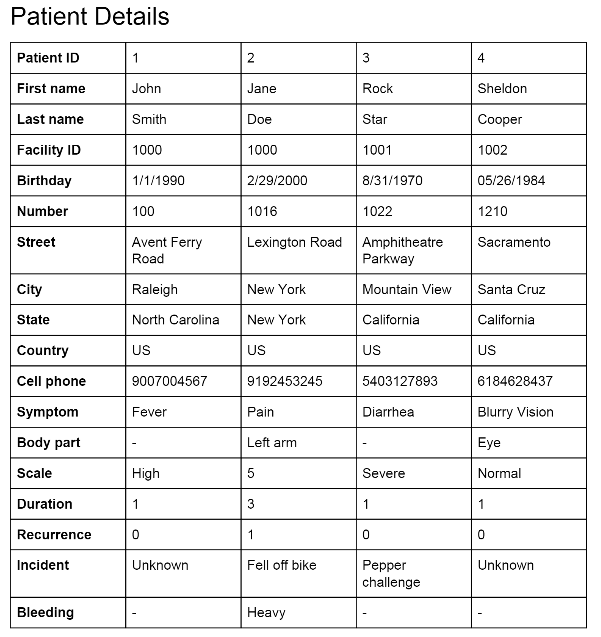 Patient Details
Patient ID 1 2 3 4
First name John Jane Rock Sheldon
Last name Smith Doe Star Cooper
Facility ID 1000 1000 1001 1002
Birthday 1/1/1990 2/29/2000 8/31/1970 05/26/1984
Number 100 1016 1022 1210
Street Avent Ferry Lexington Road Amphitheatre Sacramento
Road Parkway
City Raleigh New York Mountain View Santa Cruz
State North Carolina New York California California
Country US US US US
Cell phone 9007004567 9192453245 5403127893 6184628437
Symptom Fever Pain Diarrhea Blurry Vision
Body part - Left arm - Eye
Scale High 5 Severe Normal
Duration 1 3 1 1
Recurrence 0 1 0 0
Incident Unknown Fell off bike Pepper Unknown
challenge
Bleeding - Heavy - -